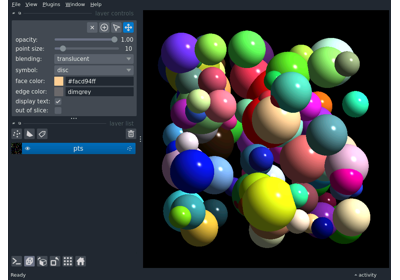 File View Plugins Window Help
layer controls
opacity: 1.00
point size: 10
blending: translucent
symbol: disc
face color: #facd94ff
edge color: dimgrey
display text:
out of slice:
layer list
pts
Ready
activity